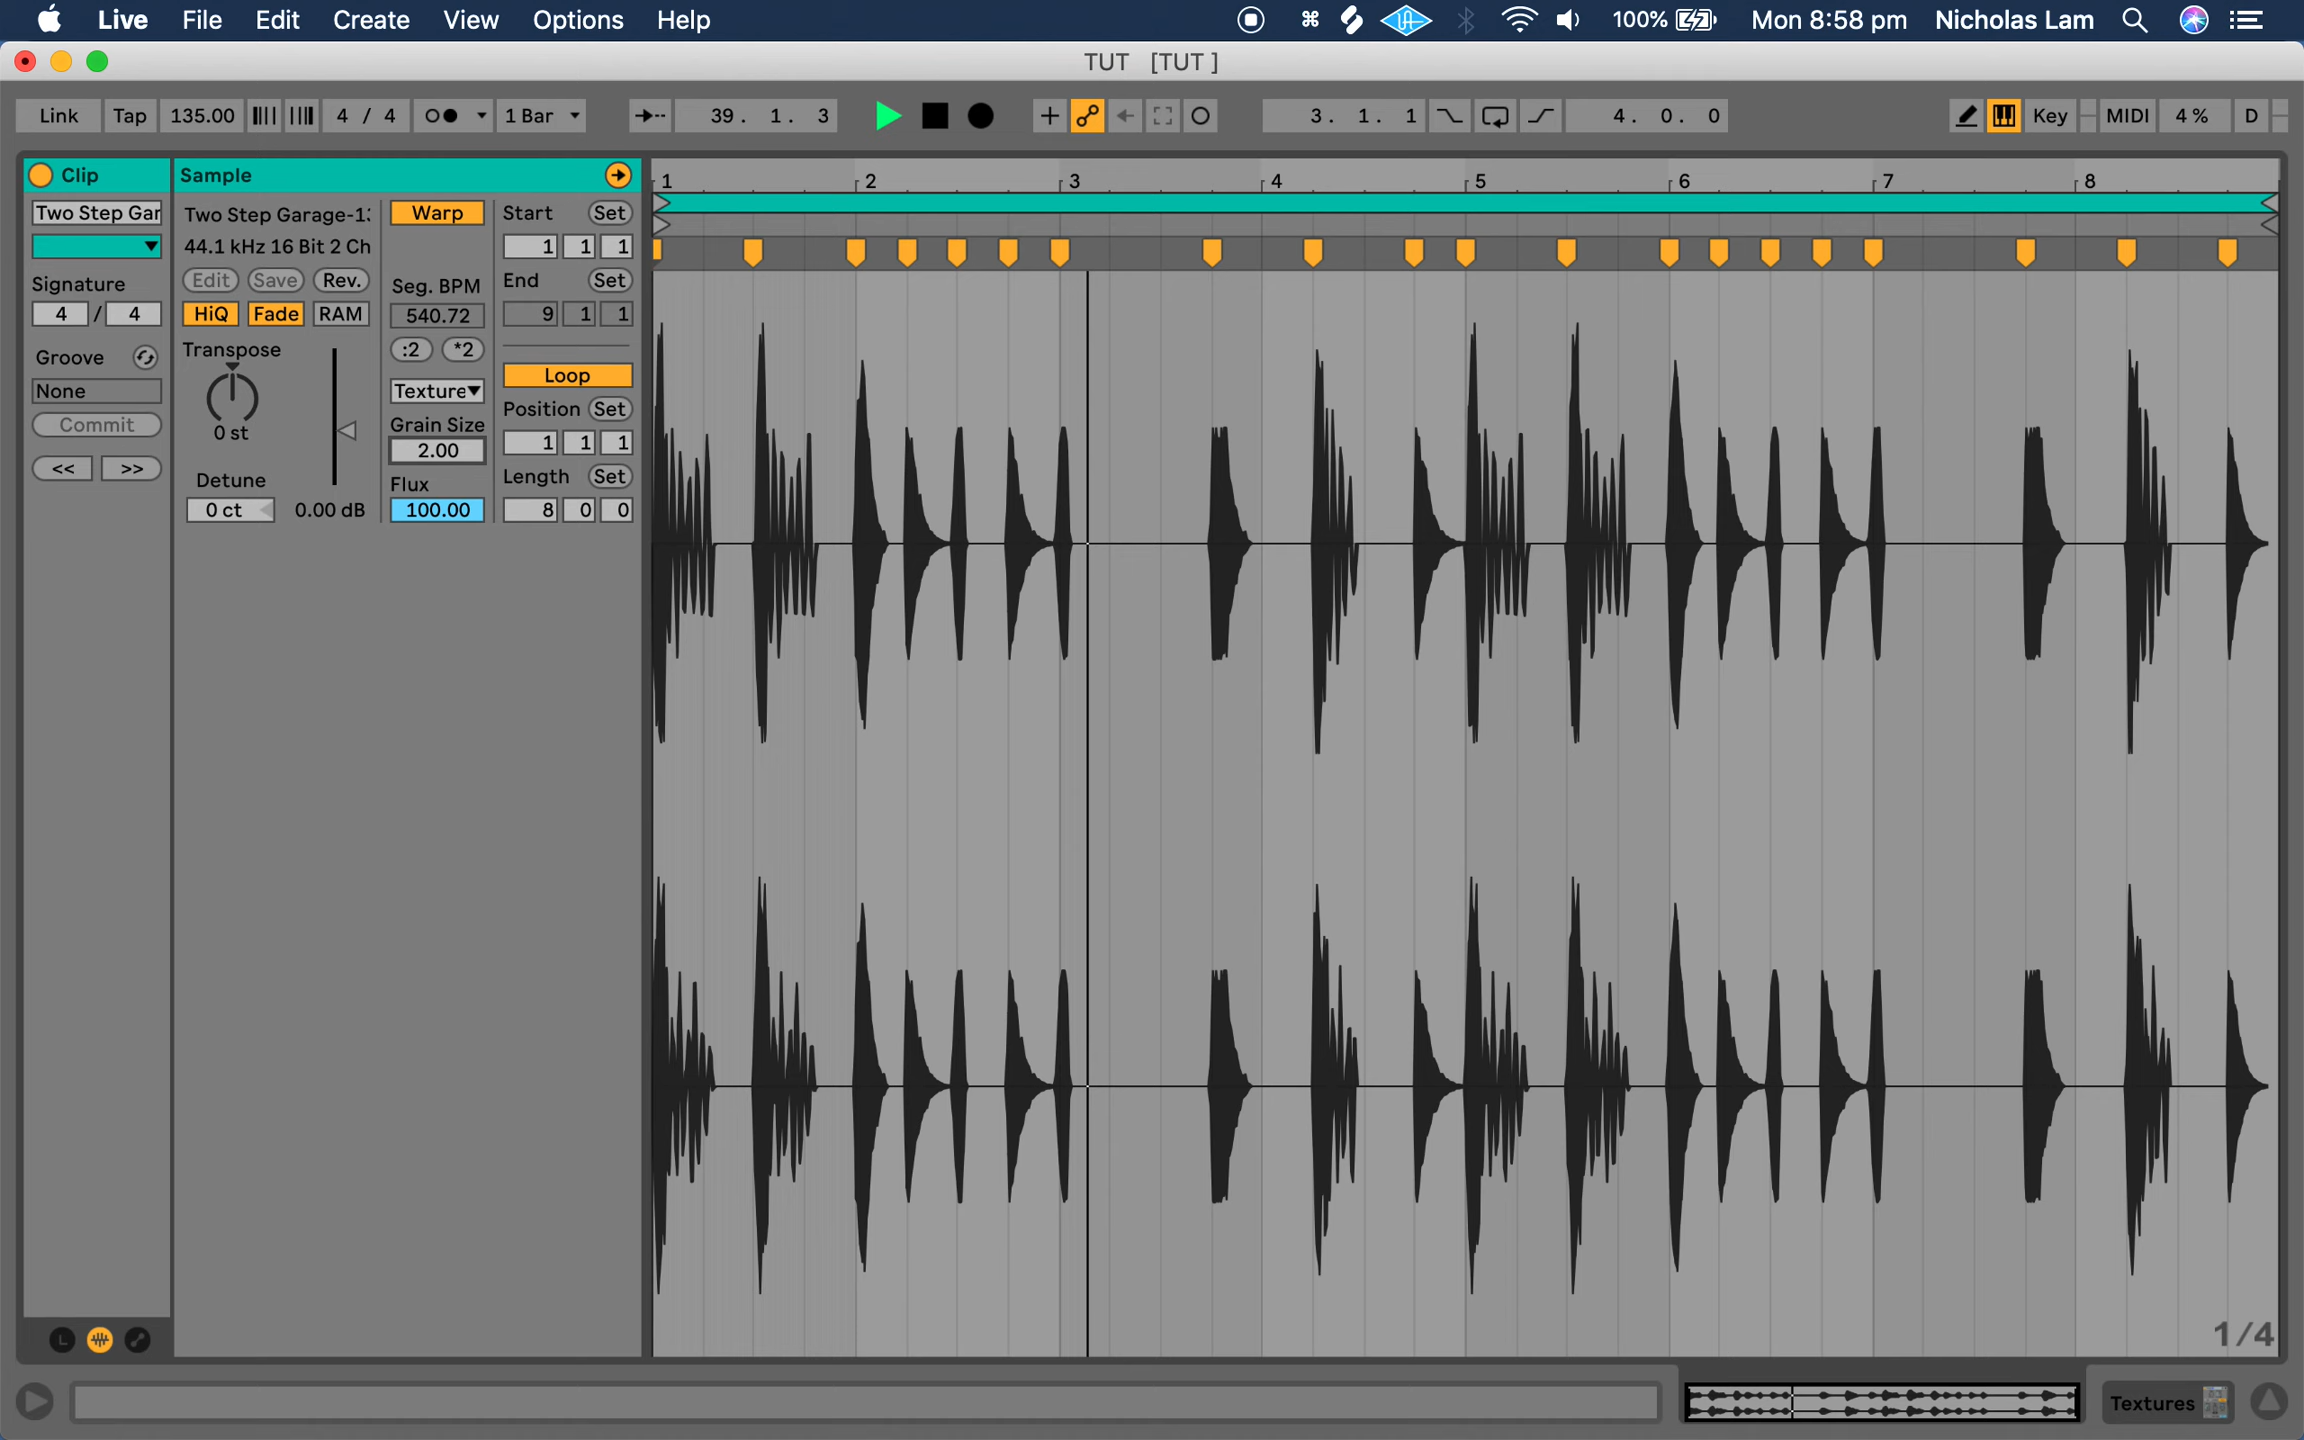 Live File Edit Create View Options Help 100% Mon 8:58 pm Nicholas Lam
TUT [TUT ]
Link Tap 135.00 4 / 4 1 Bar 39. 1. 3 3. 1. 1 4. 0. 0 Key MIDI 4 % D
Clip Sample
Two Step Gar
Two Step Garage-1
44.1 kHz 16 Bit 2 Ch
Signature
4 / 4
Groove
None
Commit
<< >>
Edit Save Rev.
HiQ Fade RAM
Transpose
0 st
Detune
0 ct 0.00 dB
Warp
Seg. BPM
540.72
:2 *2
Texture
Grain Size
2.00
Flux
100.00
Start Set
1 1 1
End Set
9 1 1
Loop
Position Set
1 1 1
Length Set
8 0 0
1 2 3 4 5 6 7 8
L
1/4
Textures